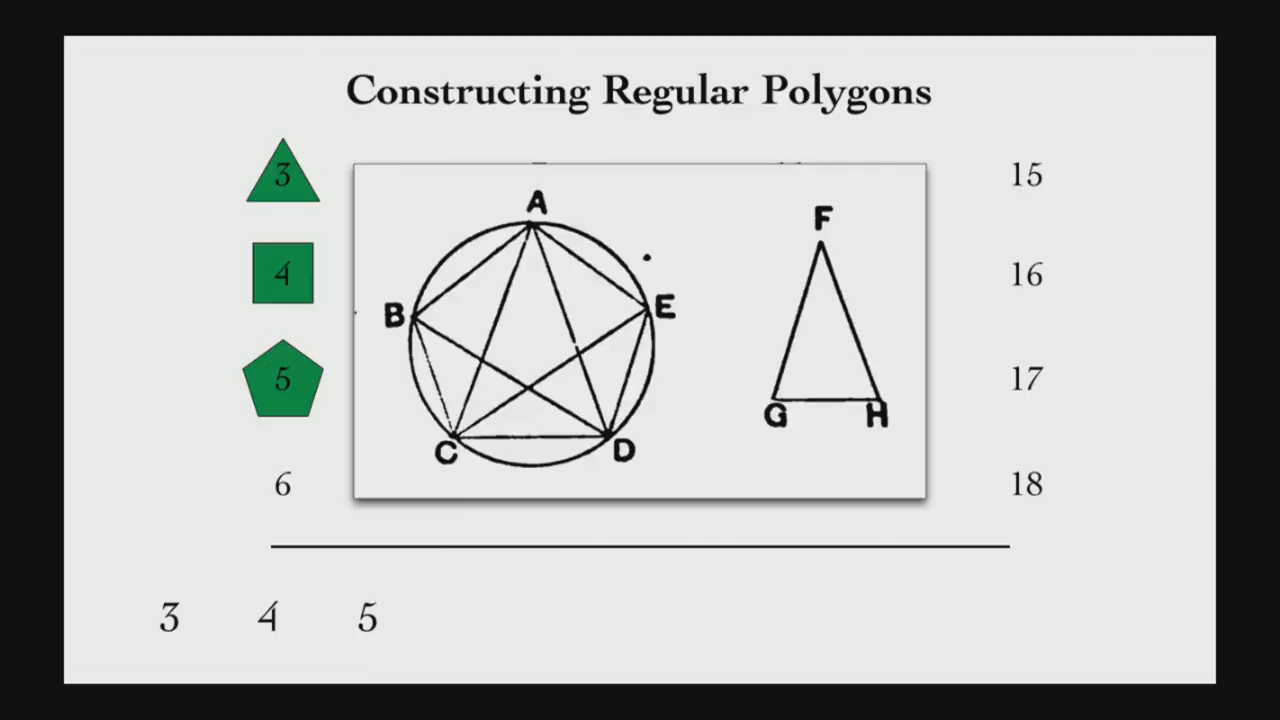 Constructing Regular Polygons
3 15
4 16
5 17
6 18
A
B E
C D
F
G H
3 4 5